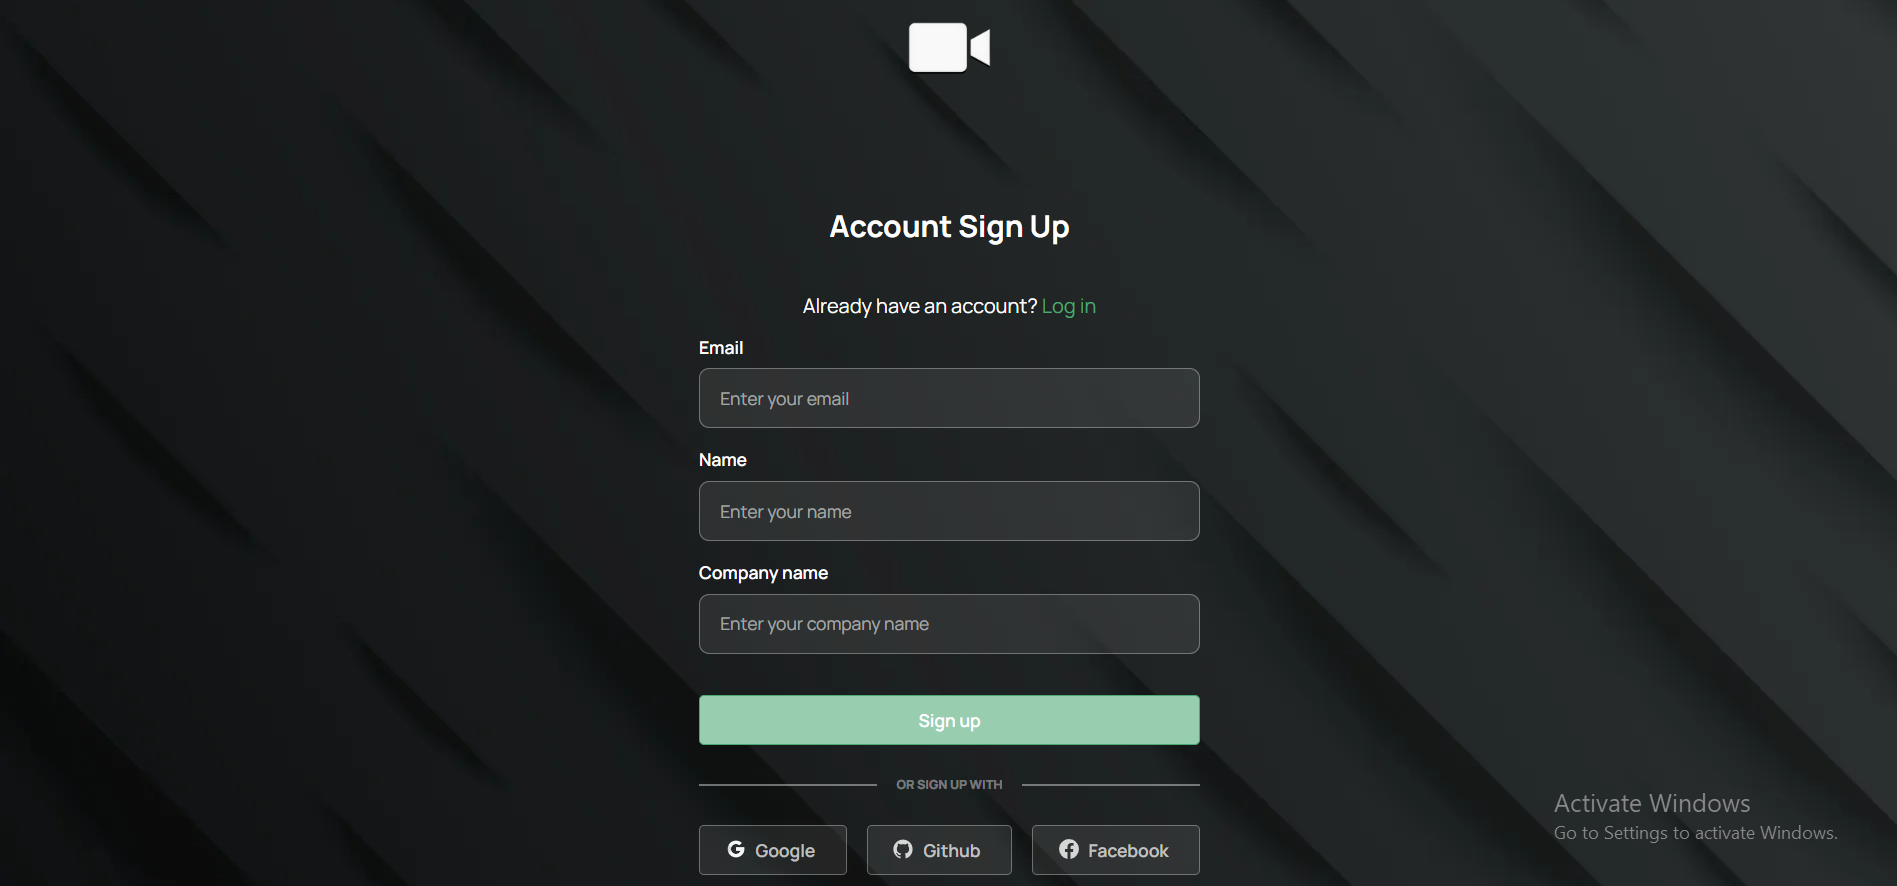 Account Sign Up
Already have an account? Log in
Email
Enter your email
Name
Enter your name
Company name
Enter your company name
Sign up
OR SIGN UP WITH
Google
Github
Facebook
Activate Windows
Go to Settings to activate Windows.